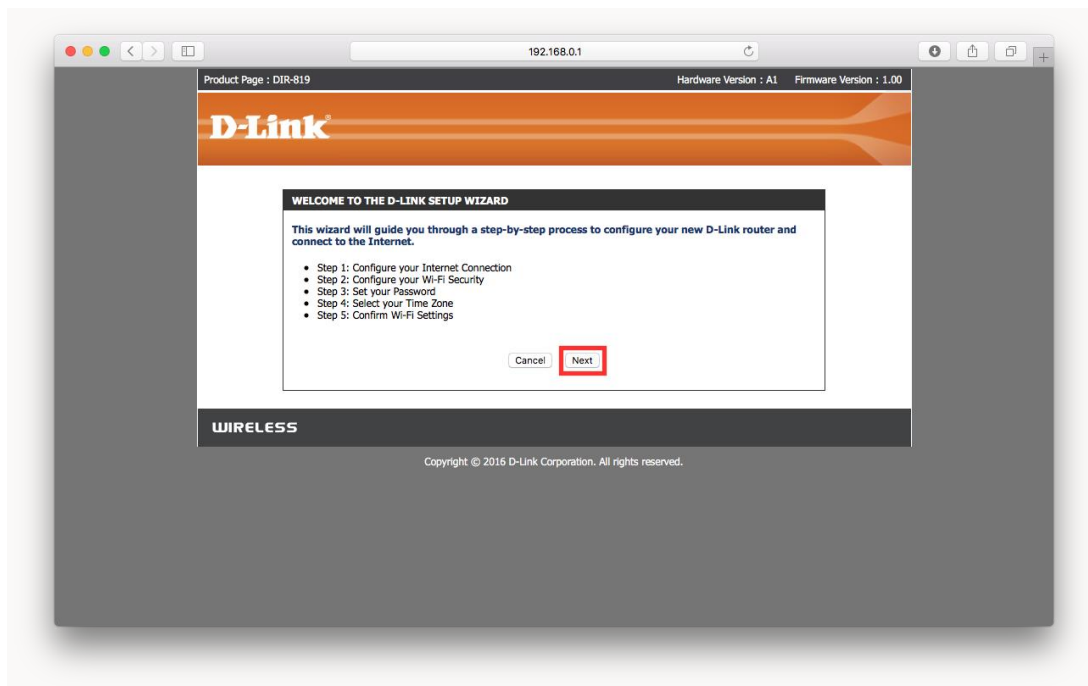 192.168.0.1
Product Page : DIR-819 Hardware Version : A1 Firmware Version : 1.00
D-Link®
WELCOME TO THE D-LINK SETUP WIZARD
This wizard will guide you through a step-by-step process to configure your new D-Link router and
connect to the Internet.
• Step 1: Configure your Internet Connection
• Step 2: Configure your Wi-Fi Security
• Step 3: Set your Password
• Step 4: Select your Time Zone
• Step 5: Confirm Wi-Fi Settings
Cancel Next
WIRELESS
Copyright © 2016 D-Link Corporation. All rights reserved.